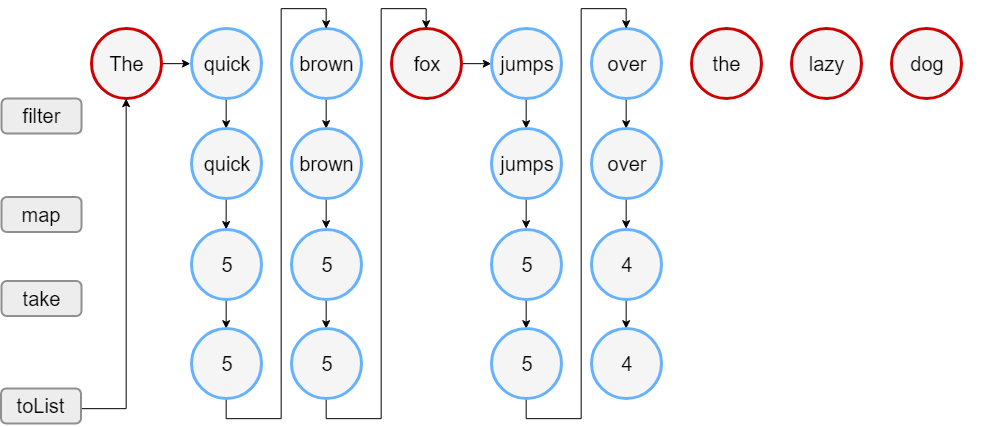 The quick brown fox jumps over the lazy dog
filter
quick brown jumps over
map
5 5 5 4
take
5 5 5 4
toList